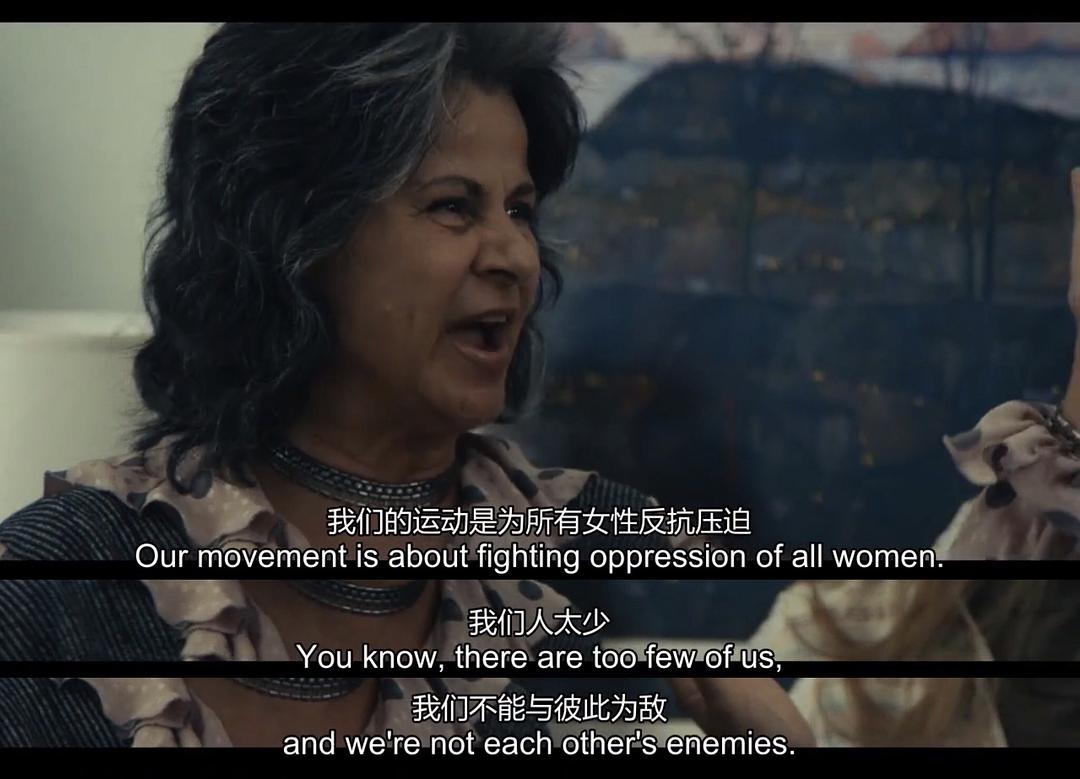 我们的运动是为所有女性反抗压迫
Our movement is about fighting oppression of all women.
我们人太少
You know, there are too few of us,
我们不能与彼此为敌
and we're not each other's enemies.